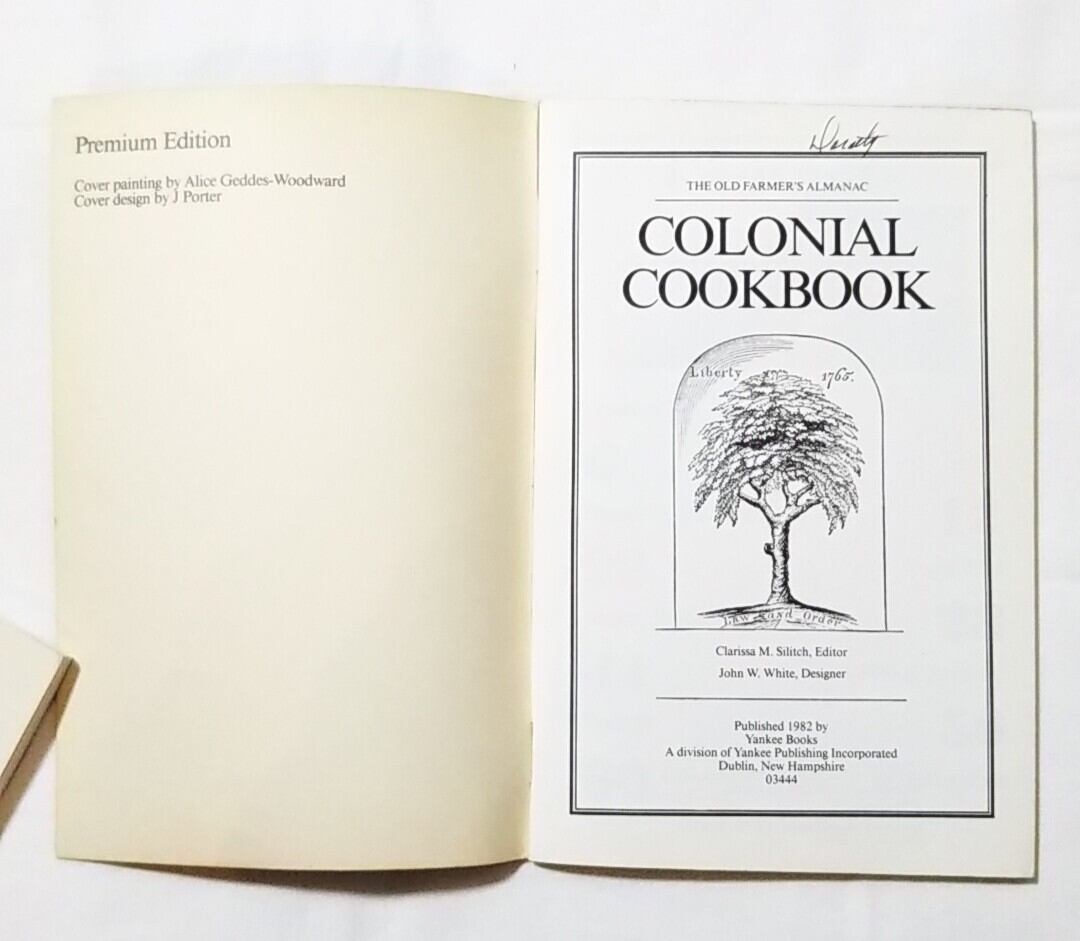 Premium Edition
Cover painting by Alice Geddes-Woodward
Cover design by J Porter
Dorothy
THE OLD FARMER'S ALMANAC
COLONIAL
COOKBOOK
Liberty 1765.
Law and Order
Clarissa M. Silitch, Editor
John W. White, Designer
Published 1982 by
Yankee Books
A division of Yankee Publishing Incorporated
Dublin, New Hampshire
03444